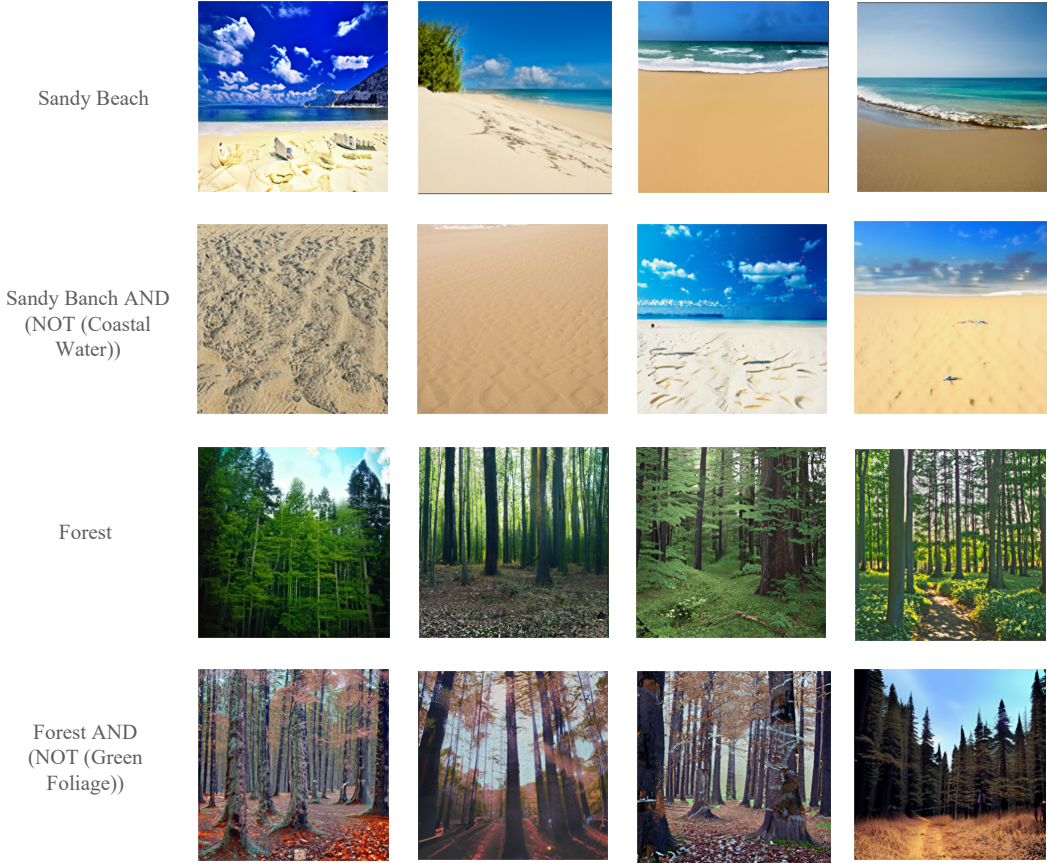 Sandy Beach
Sandy Banch AND
(NOT (Coastal
Water))
Forest
Forest AND
(NOT (Green
Foliage))